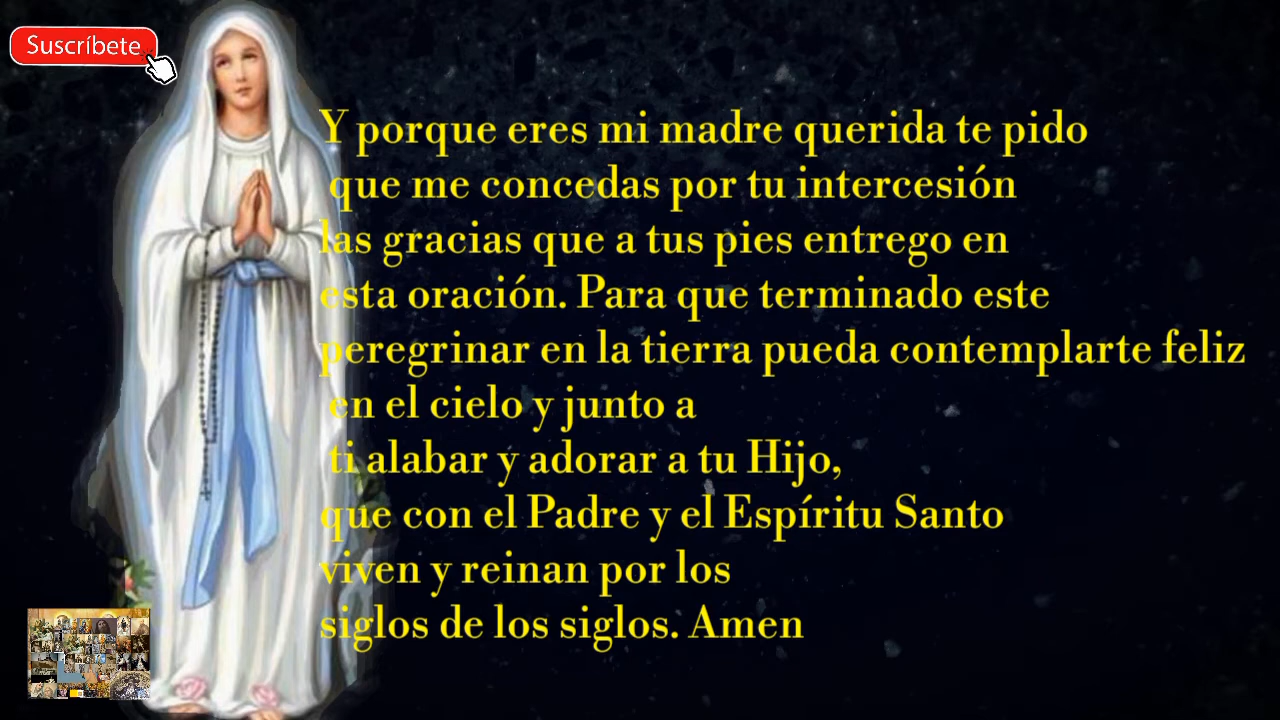 Suscríbete
Y porque eres mi madre querida te pido
que me concedas por tu intercesión
las gracias que a tus pies entrego en
esta oración. Para que terminado este
peregrinar en la tierra pueda contemplarte feliz
en el cielo y junto a
ti alabar y adorar a tu Hijo,
que con el Padre y el Espíritu Santo
viven y reinan por los
siglos de los siglos. Amen